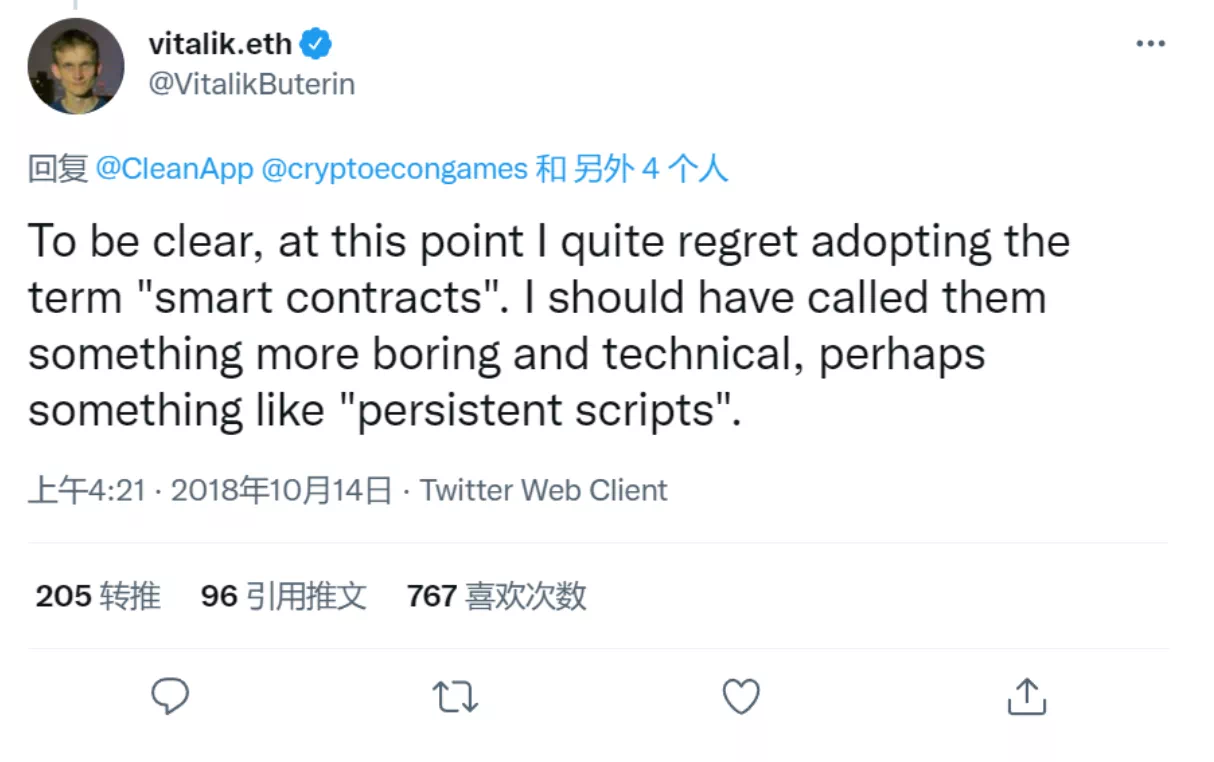 vitalik.eth
@VitalikButerin
回复 @CleanApp @cryptoecongames 和 另外 4 个人
To be clear, at this point I quite regret adopting the
term "smart contracts". I should have called them
something more boring and technical, perhaps
something like "persistent scripts".
上午4:21 · 2018年10月14日 · Twitter Web Client
205 转推 96 引用推文 767 喜欢次数